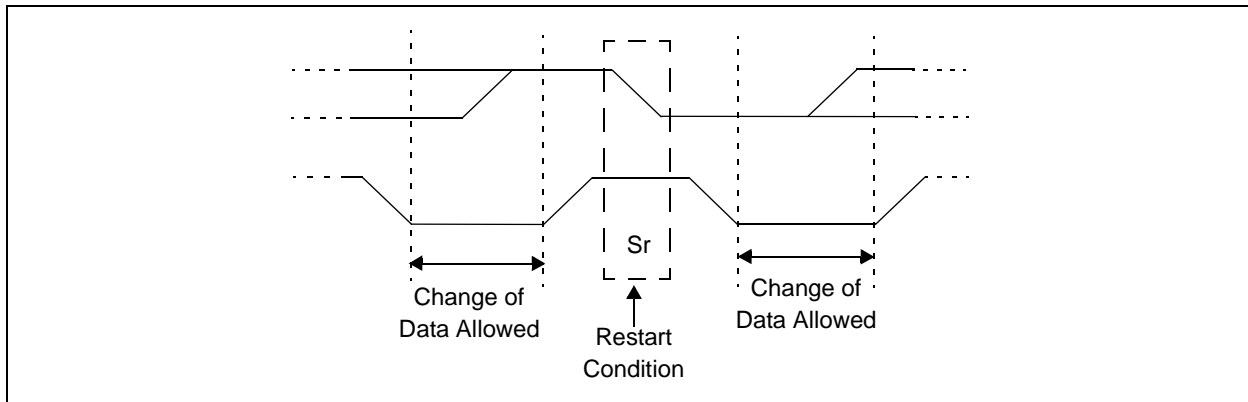 Sr
Change of
Data Allowed
Restart
Condition
Change of
Data Allowed